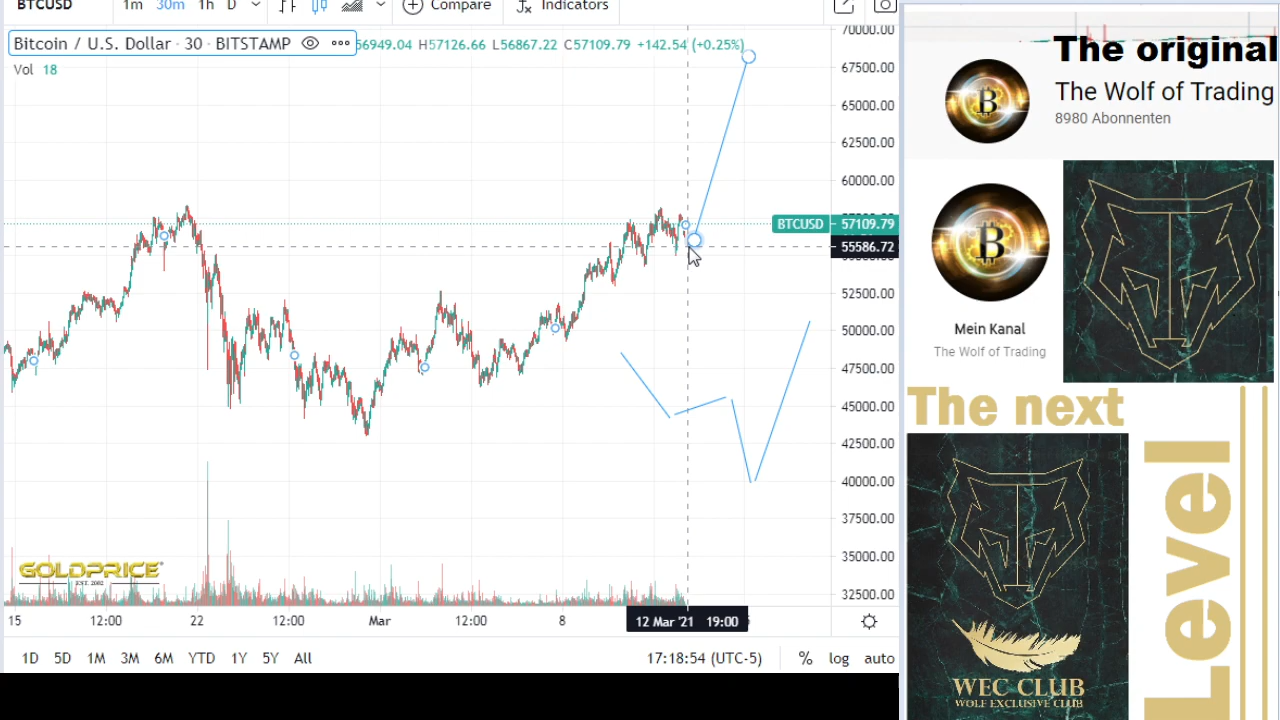 BTCUSD 1m 30m 1h D Compare Indicators
Bitcoin / U.S. Dollar · 30 · BITSTAMP 56949.04 H57126.66 L56867.22 C57109.79 +142.54 (+0.25%)
Vol 18
70000.00
67500.00
65000.00
62500.00
60000.00
BTCUSD 57109.79
55586.72
52500.00
50000.00
47500.00
45000.00
42500.00
40000.00
37500.00
35000.00
32500.00
GOLDPRICE
EST. 2002
15 12:00 22 12:00 Mar 12:00 8 12 Mar '21 19:00
1D 5D 1M 3M 6M YTD 1Y 5Y All 17:18:54 (UTC-5) % log auto
The original
The Wolf of Trading
8980 Abonnenten
Mein Kanal
The Wolf of Trading
The next
Level
WEC CLUB
WOLF EXCLUSIVE CLUB